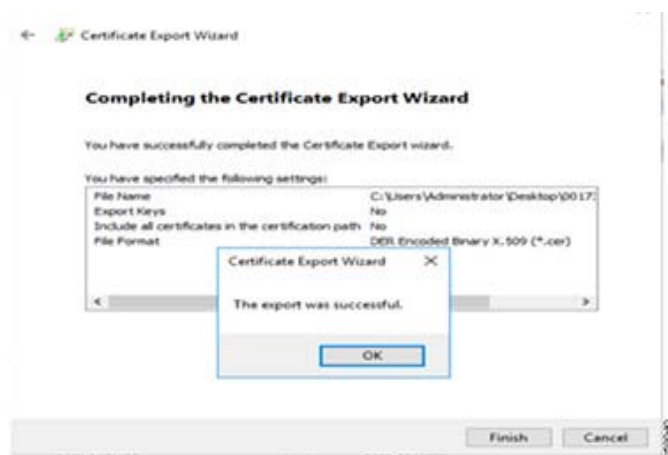 Certificate Export Wizard
Completing the Certificate Export Wizard
You have successfully completed the Certificate Export wizard.
You have specified the following settings:
File Name C:\Users\Administrator\Desktop\00173
Export Keys No
Include all certificates in the certification path No
File Format DER Encoded Binary X.509 (*.cer)
Certificate Export Wizard
The export was successful.
OK
Finish Cancel